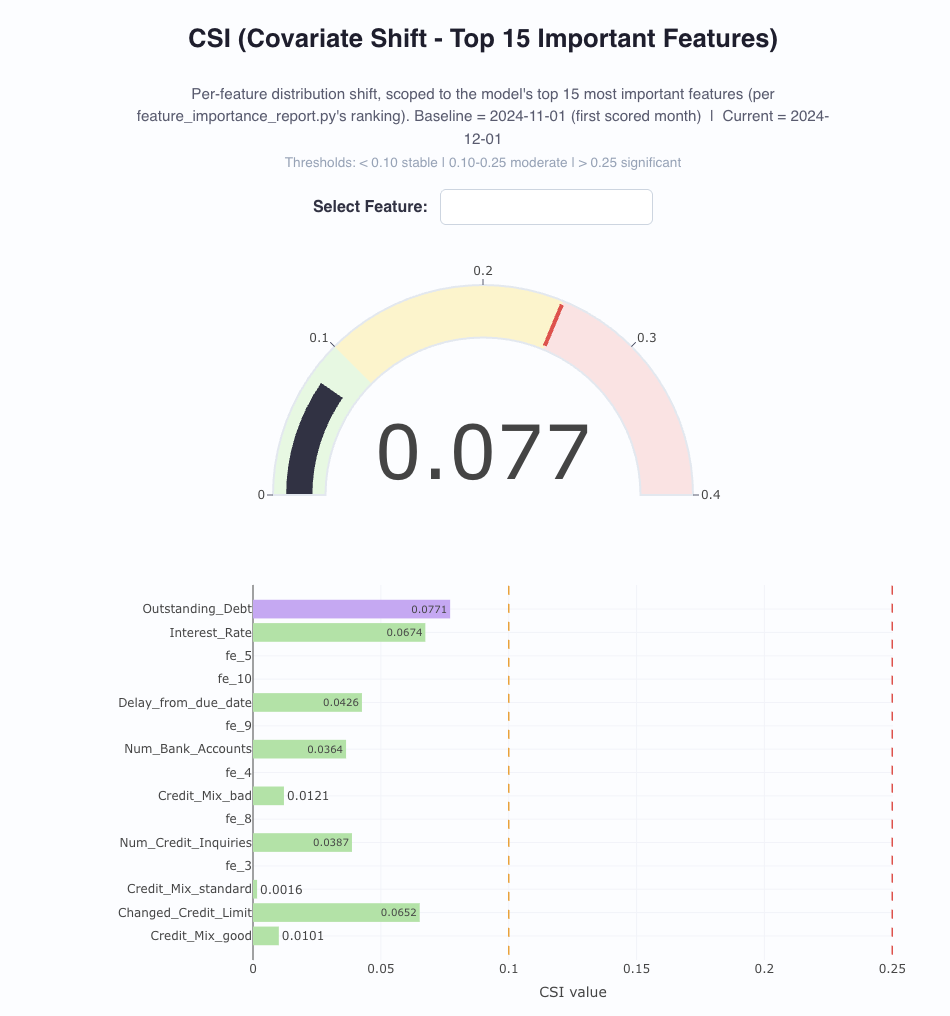 CSI (Covariate Shift - Top 15 Important Features)
Per-feature distribution shift, scoped to the model's top 15 most important features (per
feature_importance_report.py's ranking). Baseline = 2024-11-01 (first scored month) | Current = 2024-
12-01
Thresholds: < 0.10 stable | 0.10-0.25 moderate | > 0.25 significant
Select Feature:
0.2
0.1
0.3
0.077
0
0.4
Outstanding_Debt 0.0771
Interest_Rate 0.0674
fe_5
fe_10
Delay_from_due_date 0.0426
fe_9
Num_Bank_Accounts 0.0364
fe_4
Credit_Mix_bad 0.0121
fe_8
Num_Credit_Inquiries 0.0387
fe_3
Credit_Mix_standard 0.0016
Changed_Credit_Limit 0.0652
Credit_Mix_good 0.0101
0 0.05 0.1 0.15 0.2 0.25
CSI value